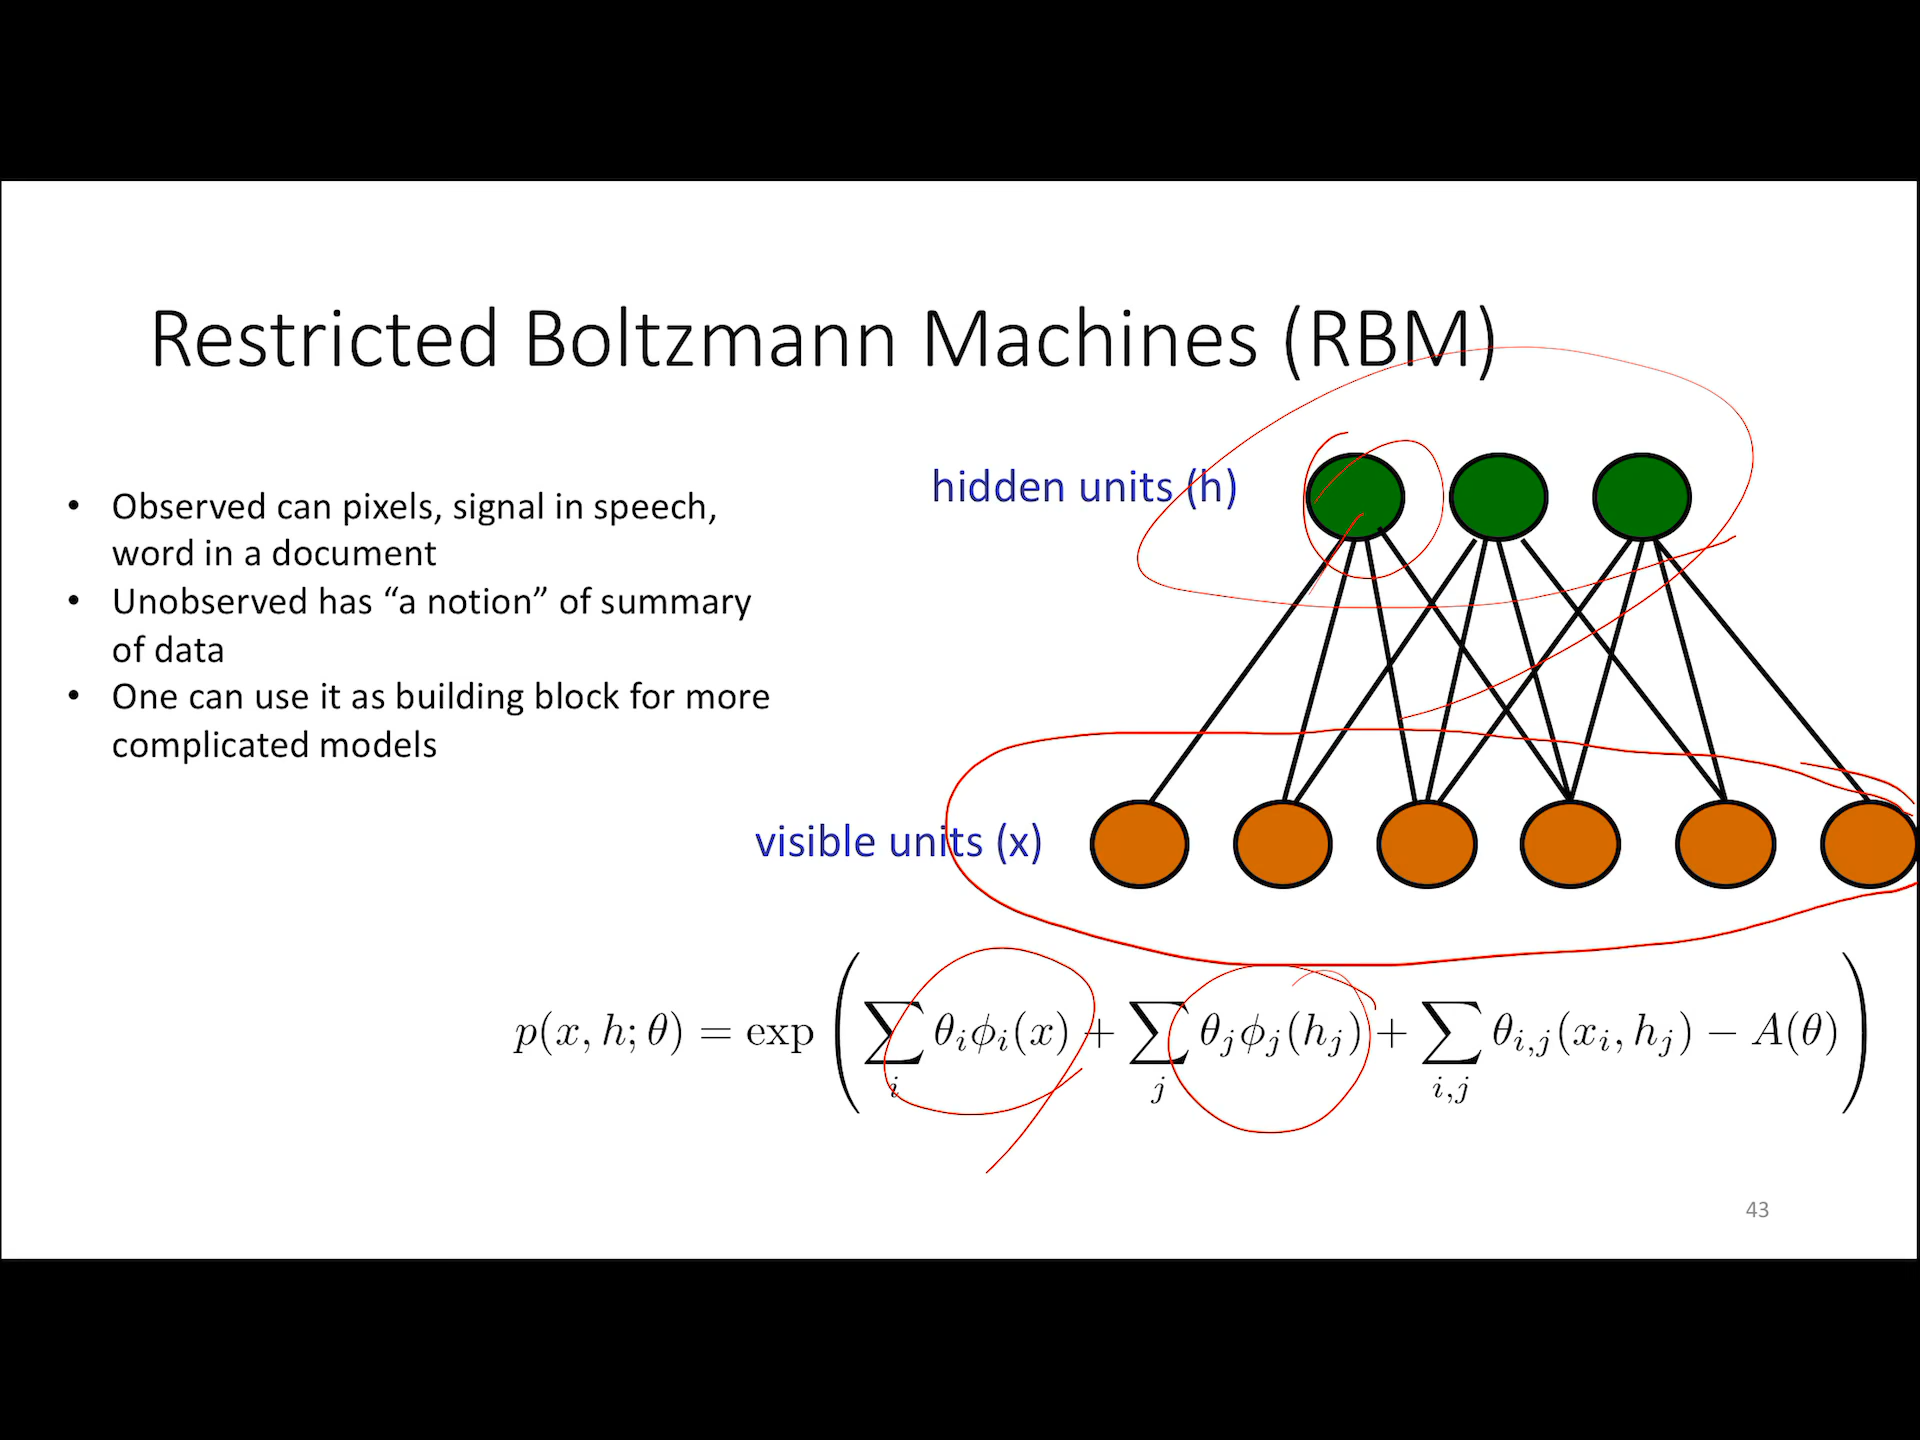 Restricted Boltzmann Machines (RBM)
• Observed can pixels, signal in speech,
word in a document
• Unobserved has “a notion” of summary
of data
• One can use it as building block for more
complicated models
hidden units (h)
visible units (x)
p(x, h; θ) = exp ( ∑_i θ_i ϕ_i(x) + ∑_j θ_j ϕ_j(h_j) + ∑_{i,j} θ_{i,j}(x_i, h_j) − A(θ) )
43